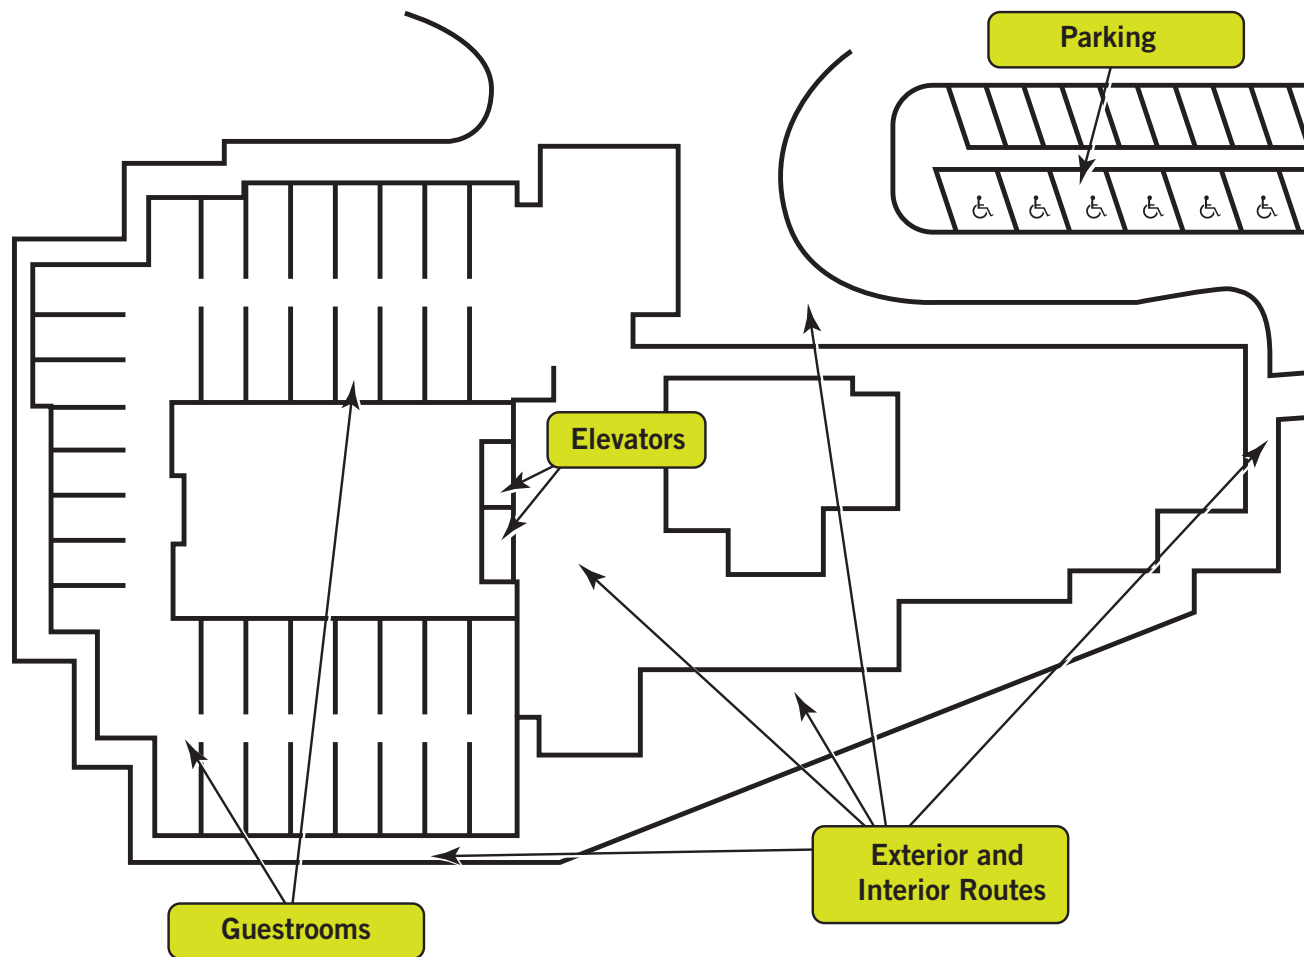 Parking
Elevators
Exterior and
Interior Routes
Guestrooms